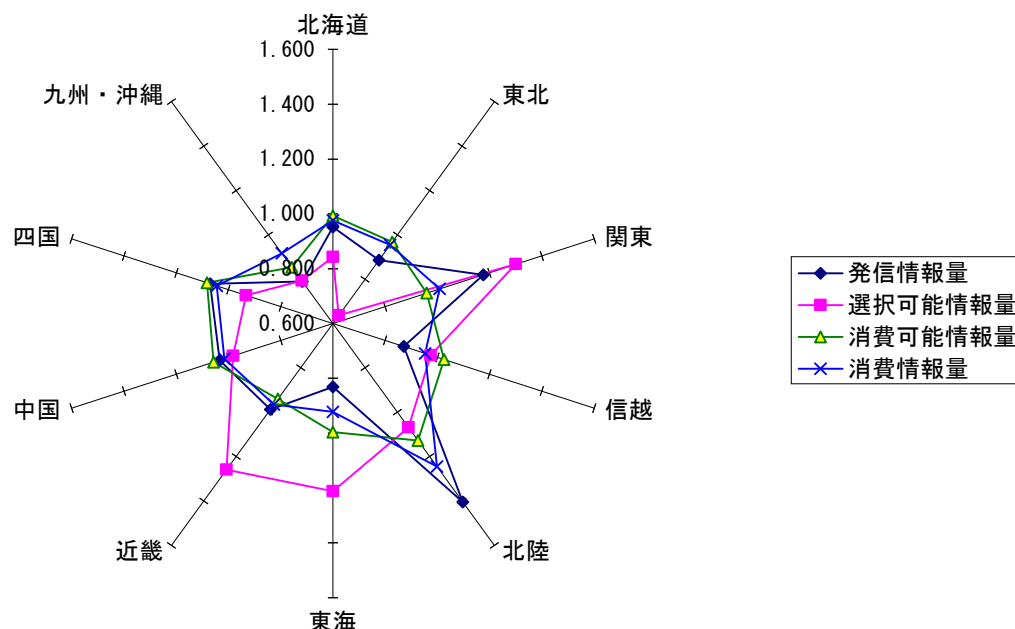 北海道
1.600
1.400
1.200
1.000
0.800
0.600
東北
関東
信越
北陸
東海
近畿
中国
四国
九州・沖縄
発信情報量
選択可能情報量
消費可能情報量
消費情報量